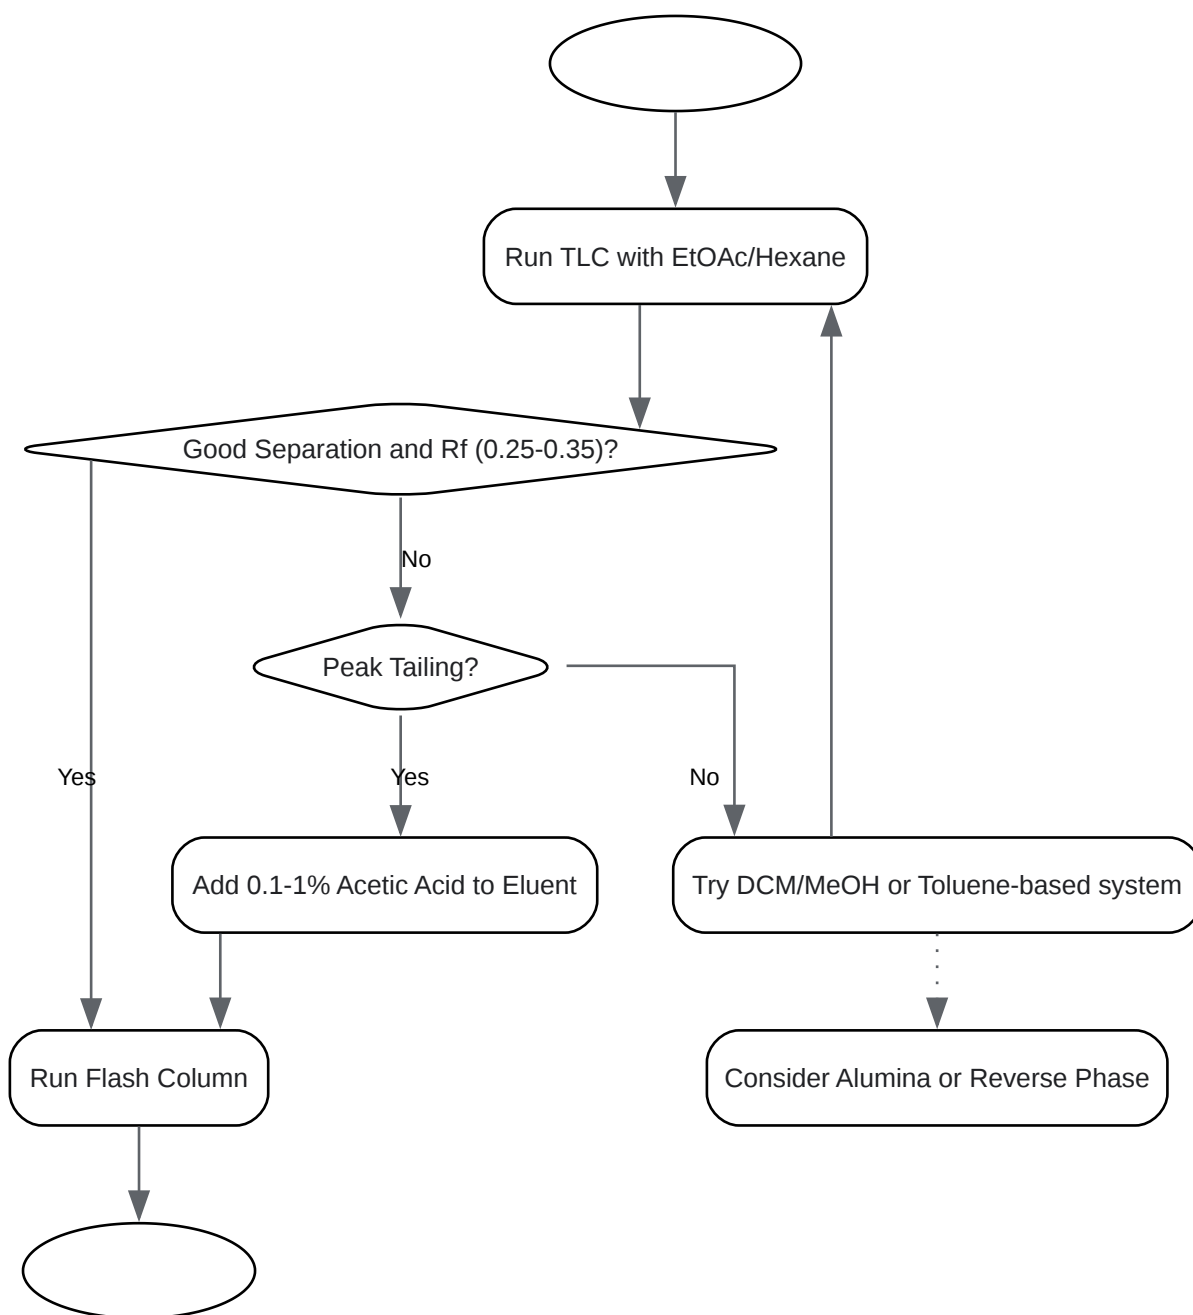 Run TLC with EtOAc/Hexane
Good Separation and Rf (0.25-0.35)?
No
Peak Tailing?
Yes
Yes
No
Add 0.1-1% Acetic Acid to Eluent
Try DCM/MeOH or Toluene-based system
Run Flash Column
Consider Alumina or Reverse Phase